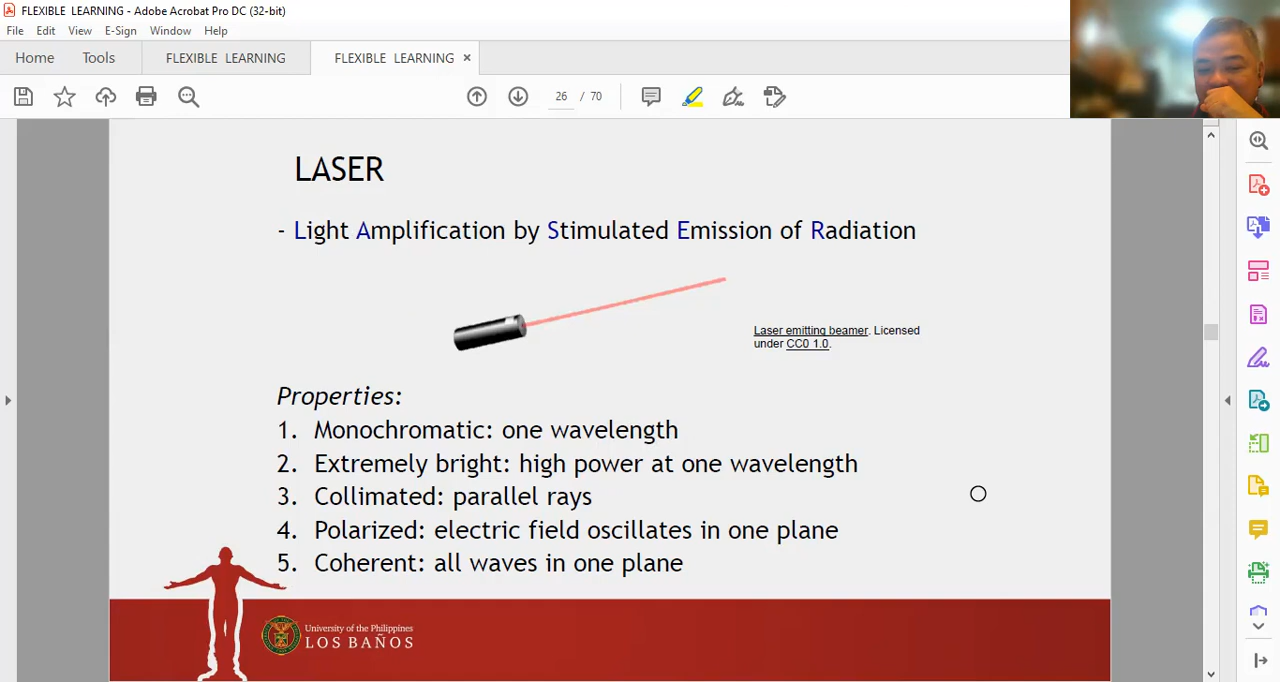 FLEXIBLE LEARNING - Adobe Acrobat Pro DC (32-bit)
File Edit View E-Sign Window Help
Home Tools FLEXIBLE LEARNING FLEXIBLE LEARNING ×
26 / 70
LASER
- Light Amplification by Stimulated Emission of Radiation
Laser emitting beamer. Licensed
under CC0 1.0.
Properties:
1. Monochromatic: one wavelength
2. Extremely bright: high power at one wavelength
3. Collimated: parallel rays
4. Polarized: electric field oscillates in one plane
5. Coherent: all waves in one plane
University of the Philippines
LOS BAÑOS